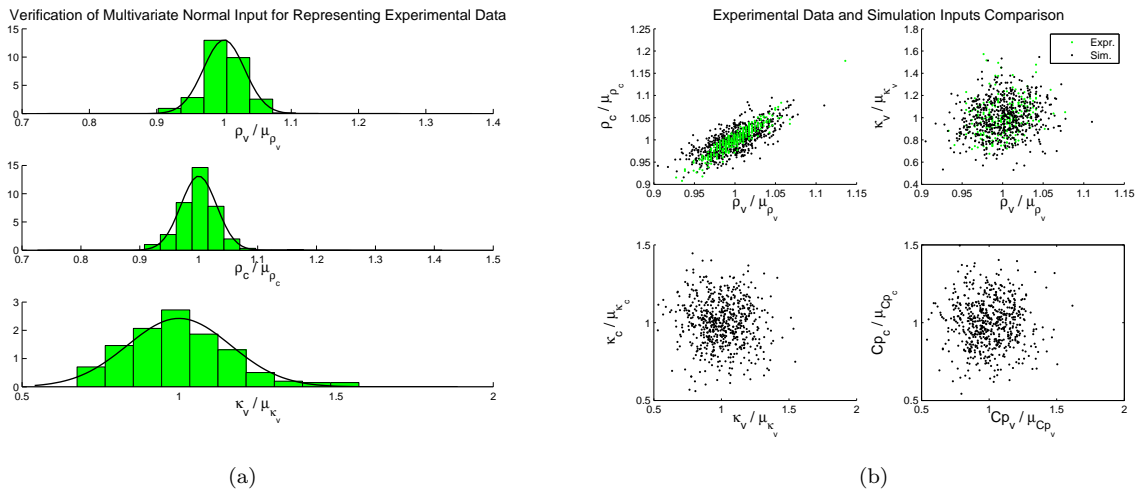 Verification of Multivariate Normal Input for Representing Experimental Data
15
10
5
0
0.7 0.8 0.9 1 1.1 1.2 1.3 1.4
ρv / μρv
15
10
5
0
0.7 0.8 0.9 1 1.1 1.2 1.3 1.4 1.5
ρc / μρc
3
2
1
0
0.5 1 1.5 2
κv / μκv
(a)
Experimental Data and Simulation Inputs Comparison
1.2
1.15
1.1
1.05
1
0.95
0.9
ρc / μρc
0.9 0.95 1 1.05 1.1 1.15
ρv / μρv
1.8
1.6
1.4
1.2
1
0.8
0.6
0.4
κv / μκv
0.9 0.95 1 1.05 1.1 1.15
ρv / μρv
Expr.
Sim.
1.5
1
0.5
κc / μκc
0.5 1 1.5 2
κv / μκv
1.5
1
0.5
Cpc / μCpc
0.5 1 1.5 2
Cpv / μCpv
(b)